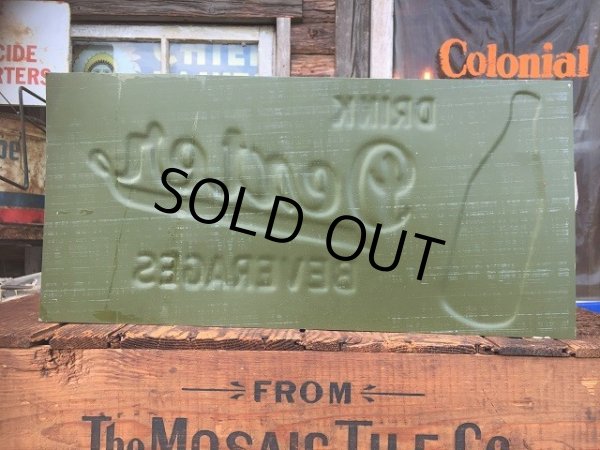 CIDE
RTERS
Colonial
DRINK
BEVERAGES
SOLD OUT
FROM
The MOSAIC TILE Co.